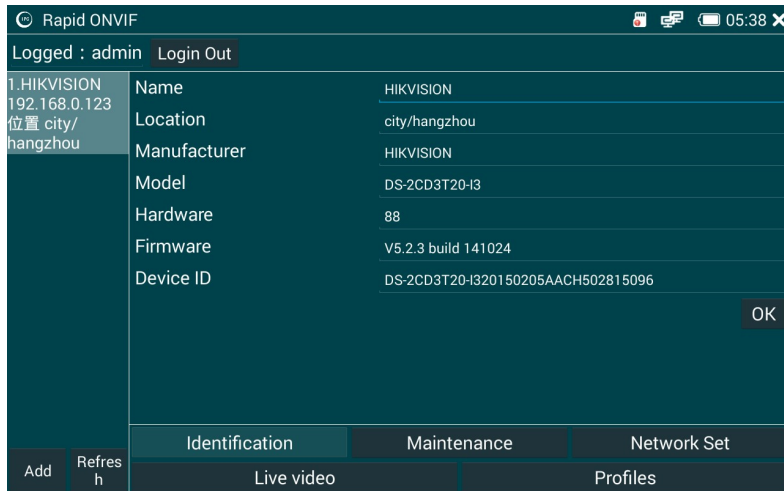 IPC Rapid ONVIF 05:38
Logged : admin Login Out
1.HIKVISION
192.168.0.123
位置 city/
hangzhou
Name HIKVISION
Location city/hangzhou
Manufacturer HIKVISION
Model DS-2CD3T20-I3
Hardware 88
Firmware V5.2.3 build 141024
Device ID DS-2CD3T20-I320150205AACH502815096
OK
Identification Maintenance Network Set
Add Refres
h Live video Profiles